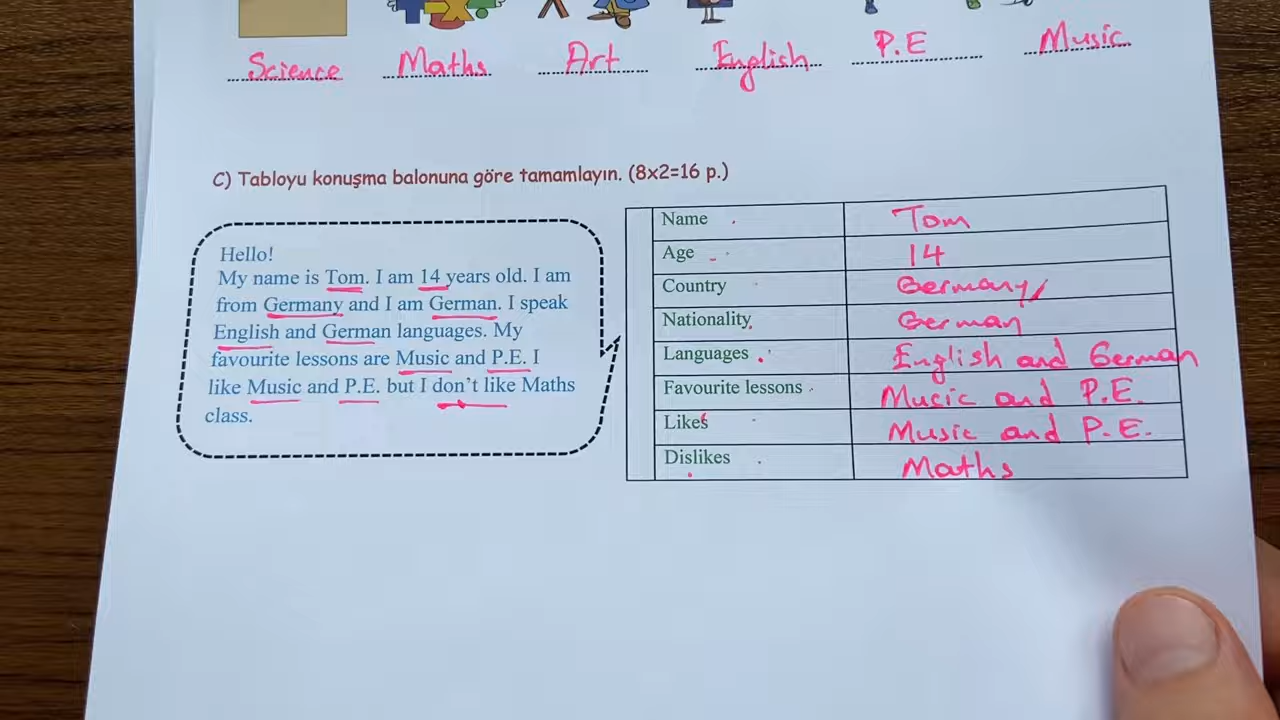 Science Maths Art English P.E Music
C) Tabloyu konuşma balonuna göre tamamlayın. (8x2=16 p.)
Hello!
My name is Tom. I am 14 years old. I am
from Germany and I am German. I speak
English and German languages. My
favourite lessons are Music and P.E. I
like Music and P.E. but I don't like Maths
class.
Name Tom
Age 14
Country Germany
Nationality German
Languages English and German
Favourite lessons Music and P.E.
Likes Music and P.E.
Dislikes Maths